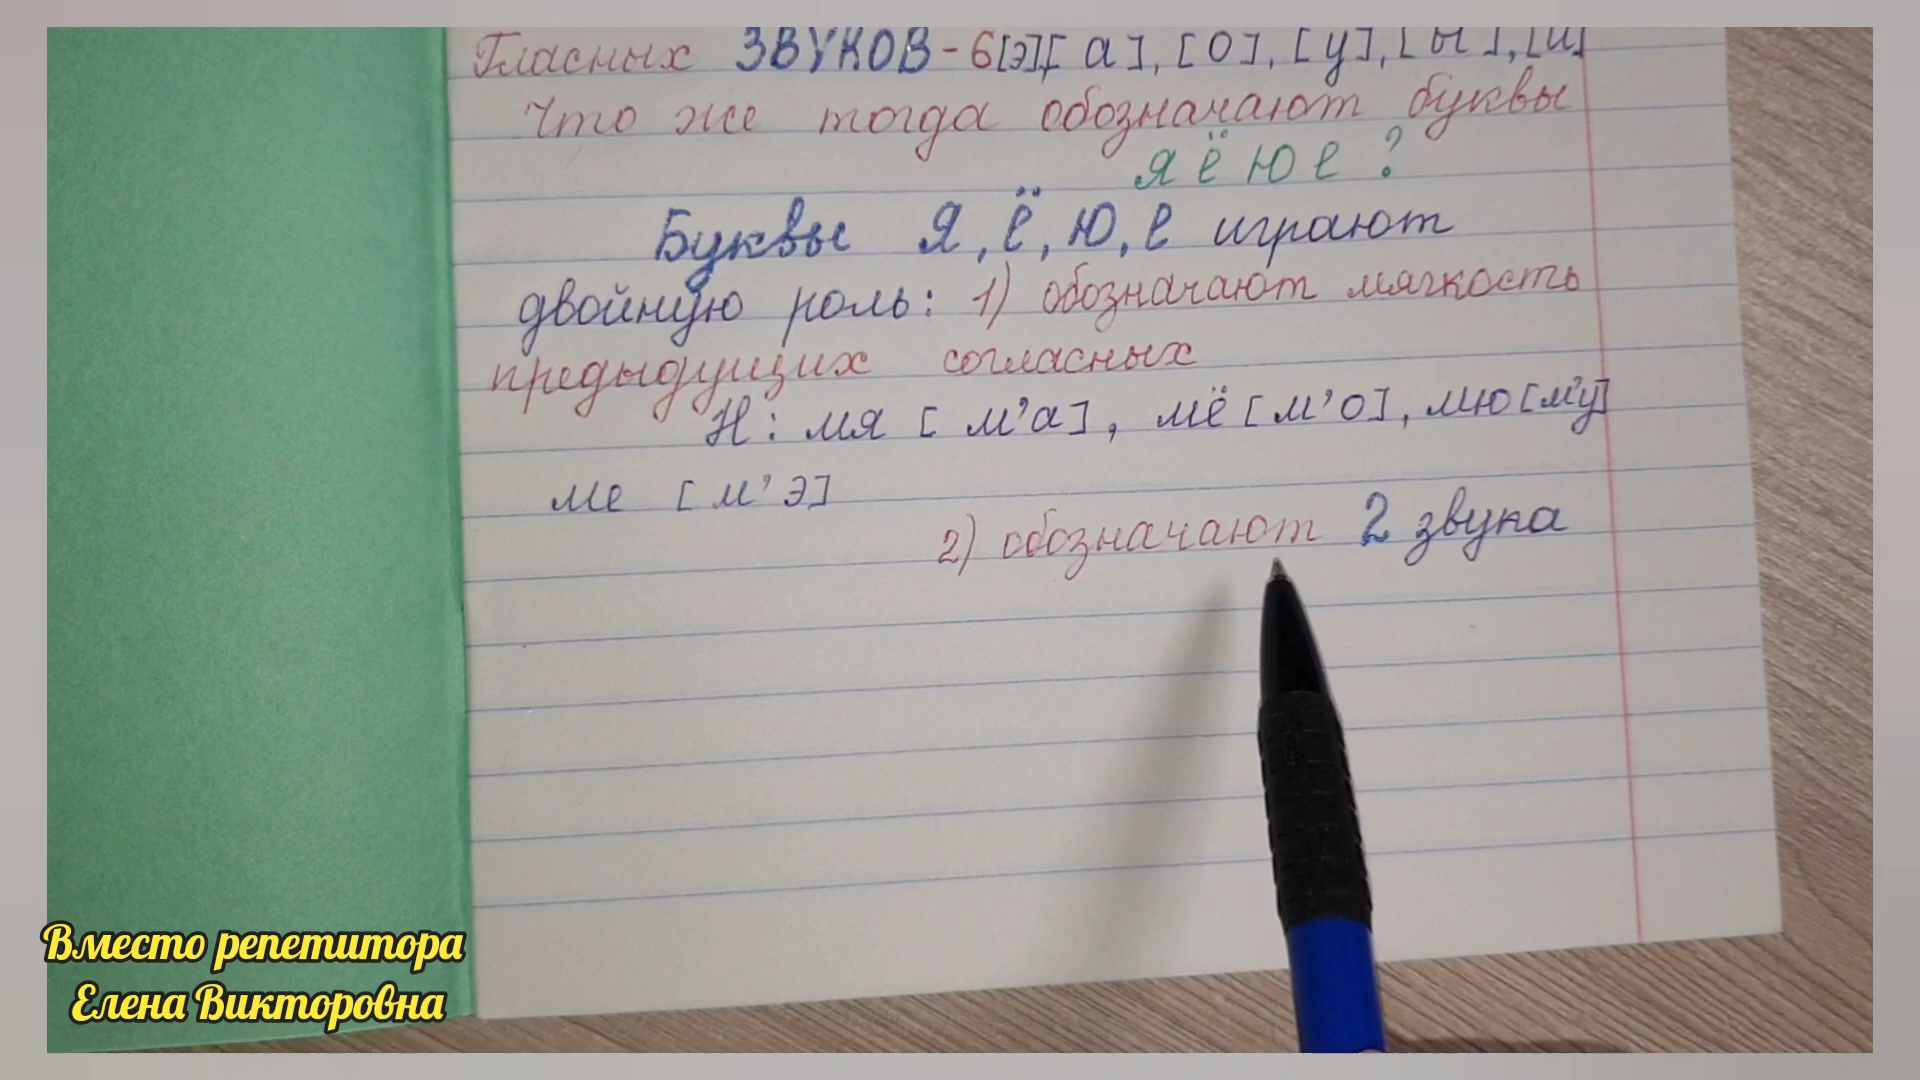 Гласных ЗВУКОВ - 6 [э], [а], [о], [у], [ы], [и]
Что же тогда обозначают буквы
я ё ю е ?
Буквы Я, ё, Ю, е играют
двойную роль: 1) обозначают мягкость
предыдущих согласных
Н: мя [м'а], мё [м'о], мю [м'у]
ме [м'э]
2) обозначают 2 звука
Вместо репетитора
Елена Викторовна